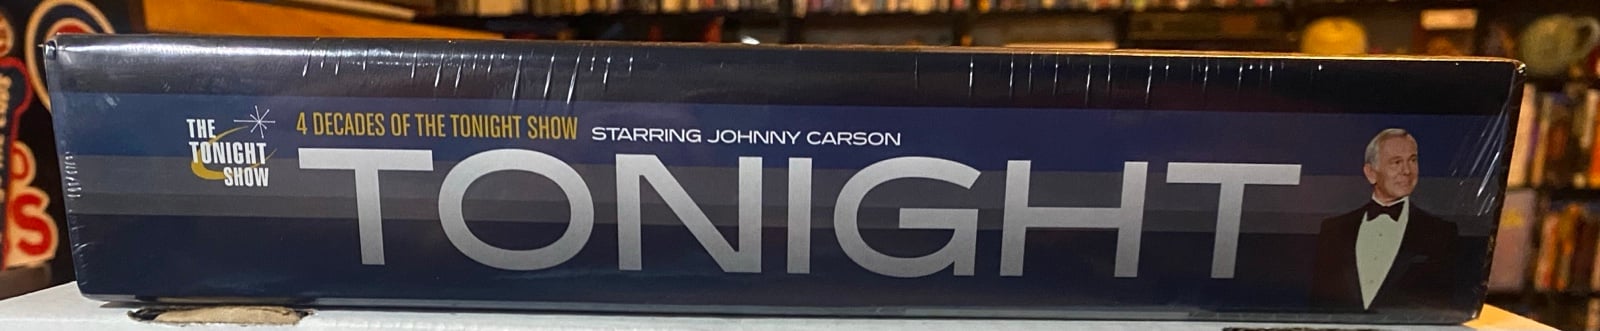 THE
TONIGHT
SHOW
4 DECADES OF THE TONIGHT SHOW STARRING JOHNNY CARSON
TONIGHT